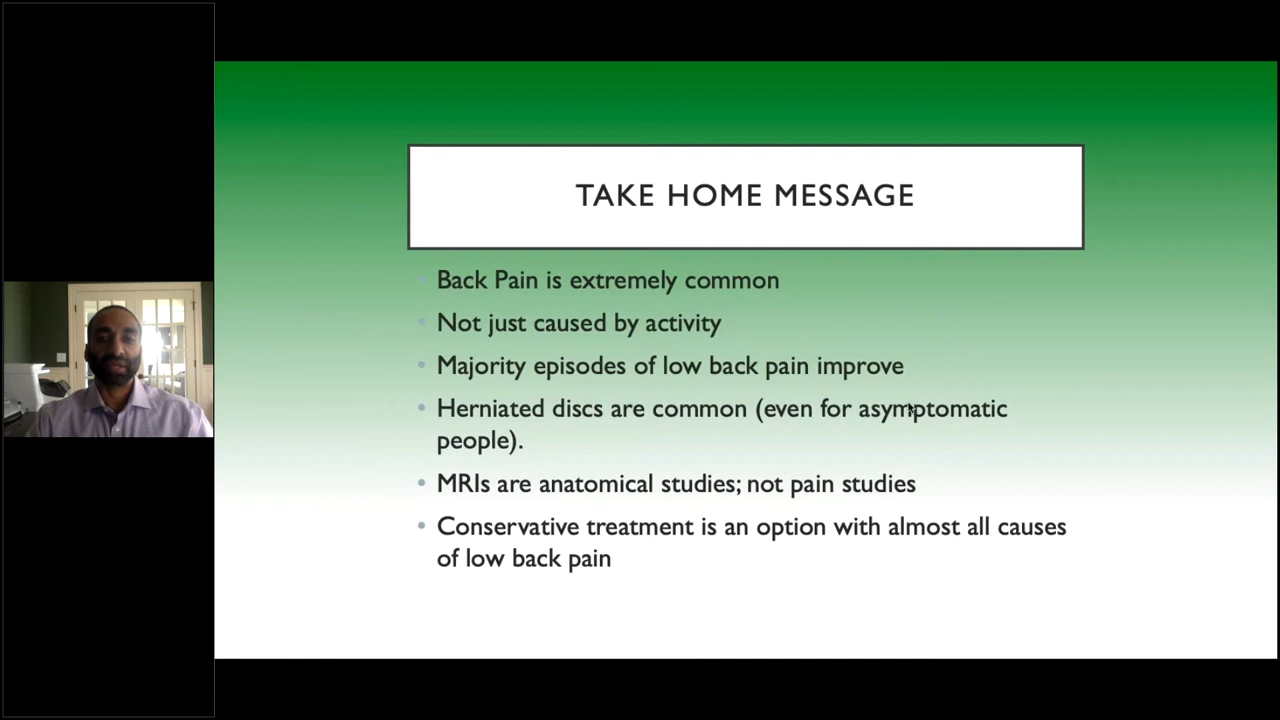 TAKE HOME MESSAGE
Back Pain is extremely common
Not just caused by activity
Majority episodes of low back pain improve
Herniated discs are common (even for asymptomatic
people).
MRIs are anatomical studies; not pain studies
Conservative treatment is an option with almost all causes
of low back pain